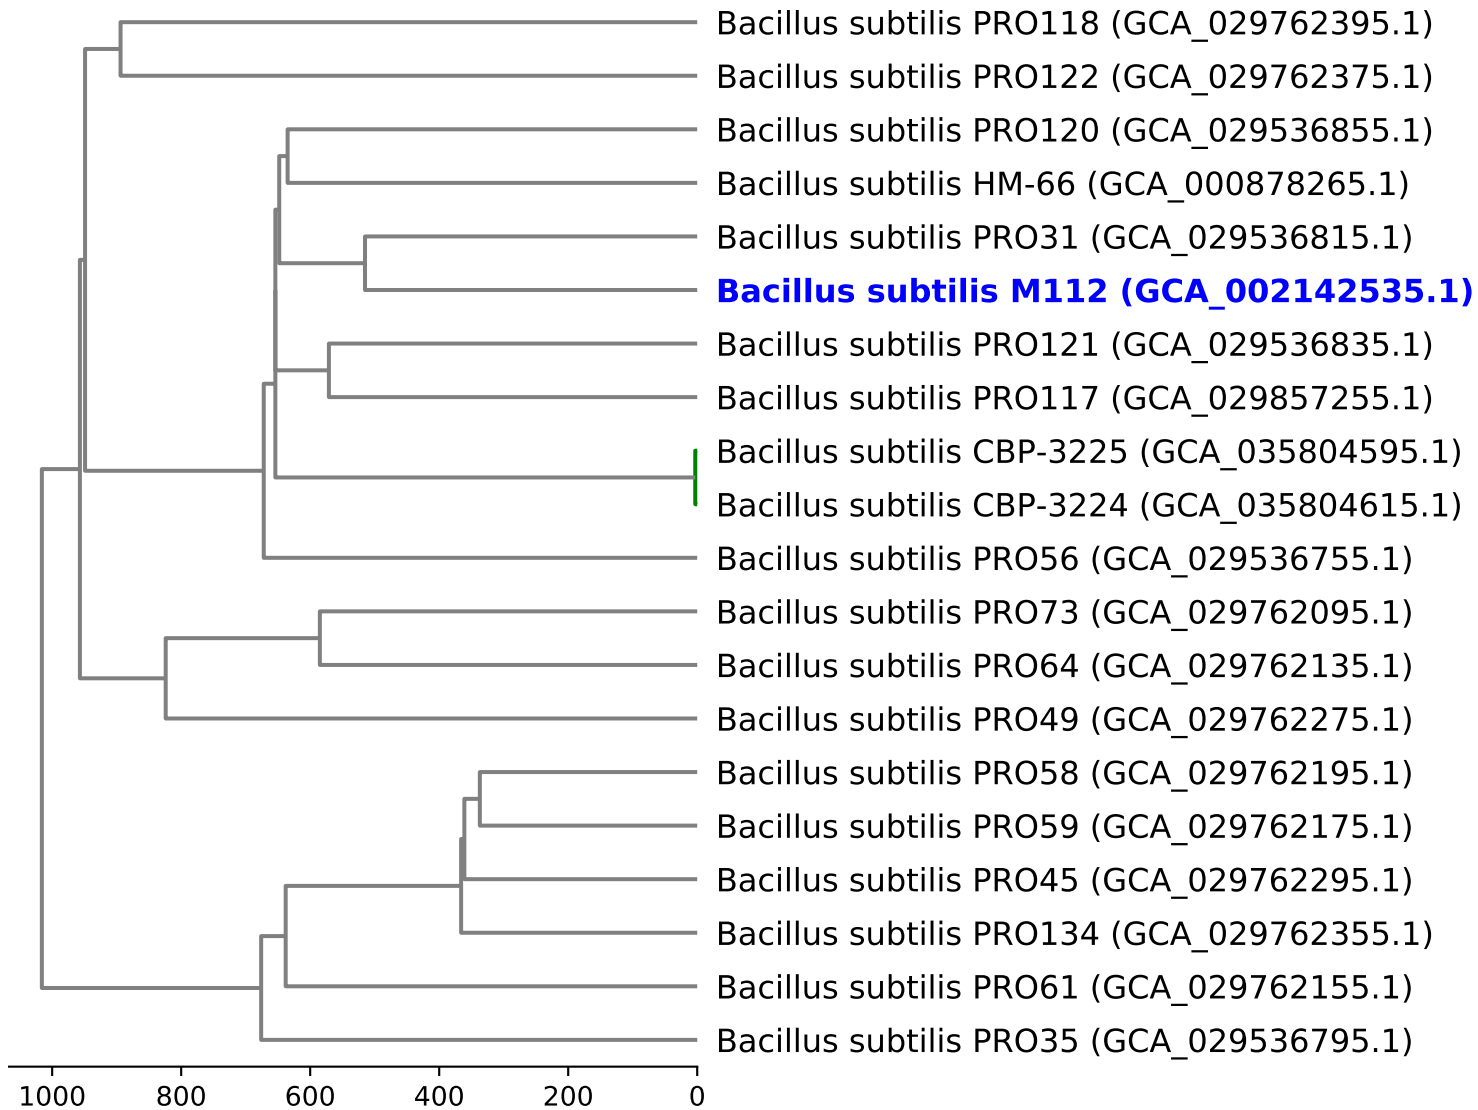 Bacillus subtilis PRO118 (GCA_029762395.1)
Bacillus subtilis PRO122 (GCA_029762375.1)
Bacillus subtilis PRO120 (GCA_029536855.1)
Bacillus subtilis HM-66 (GCA_000878265.1)
Bacillus subtilis PRO31 (GCA_029536815.1)
Bacillus subtilis M112 (GCA_002142535.1)
Bacillus subtilis PRO121 (GCA_029536835.1)
Bacillus subtilis PRO117 (GCA_029857255.1)
Bacillus subtilis CBP-3225 (GCA_035804595.1)
Bacillus subtilis CBP-3224 (GCA_035804615.1)
Bacillus subtilis PRO56 (GCA_029536755.1)
Bacillus subtilis PRO73 (GCA_029762095.1)
Bacillus subtilis PRO64 (GCA_029762135.1)
Bacillus subtilis PRO49 (GCA_029762275.1)
Bacillus subtilis PRO58 (GCA_029762195.1)
Bacillus subtilis PRO59 (GCA_029762175.1)
Bacillus subtilis PRO45 (GCA_029762295.1)
Bacillus subtilis PRO134 (GCA_029762355.1)
Bacillus subtilis PRO61 (GCA_029762155.1)
Bacillus subtilis PRO35 (GCA_029536795.1)
1000 800 600 400 200 0